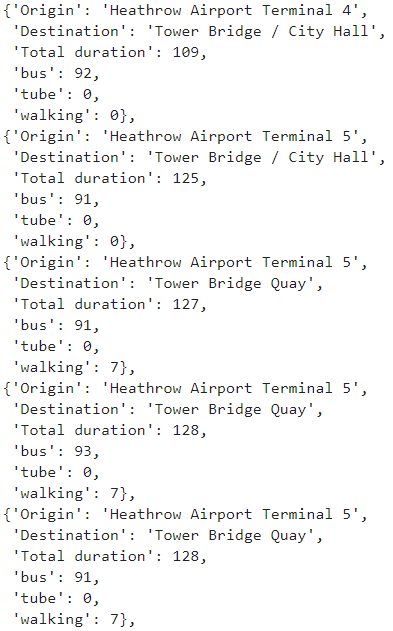 {'Origin': 'Heathrow Airport Terminal 4',
'Destination': 'Tower Bridge / City Hall',
'Total duration': 109,
'bus': 92,
'tube': 0,
'walking': 0},
{'Origin': 'Heathrow Airport Terminal 5',
'Destination': 'Tower Bridge / City Hall',
'Total duration': 125,
'bus': 91,
'tube': 0,
'walking': 0},
{'Origin': 'Heathrow Airport Terminal 5',
'Destination': 'Tower Bridge Quay',
'Total duration': 127,
'bus': 91,
'tube': 0,
'walking': 7},
{'Origin': 'Heathrow Airport Terminal 5',
'Destination': 'Tower Bridge Quay',
'Total duration': 128,
'bus': 93,
'tube': 0,
'walking': 7},
{'Origin': 'Heathrow Airport Terminal 5',
'Destination': 'Tower Bridge Quay',
'Total duration': 128,
'bus': 91,
'tube': 0,
'walking': 7},